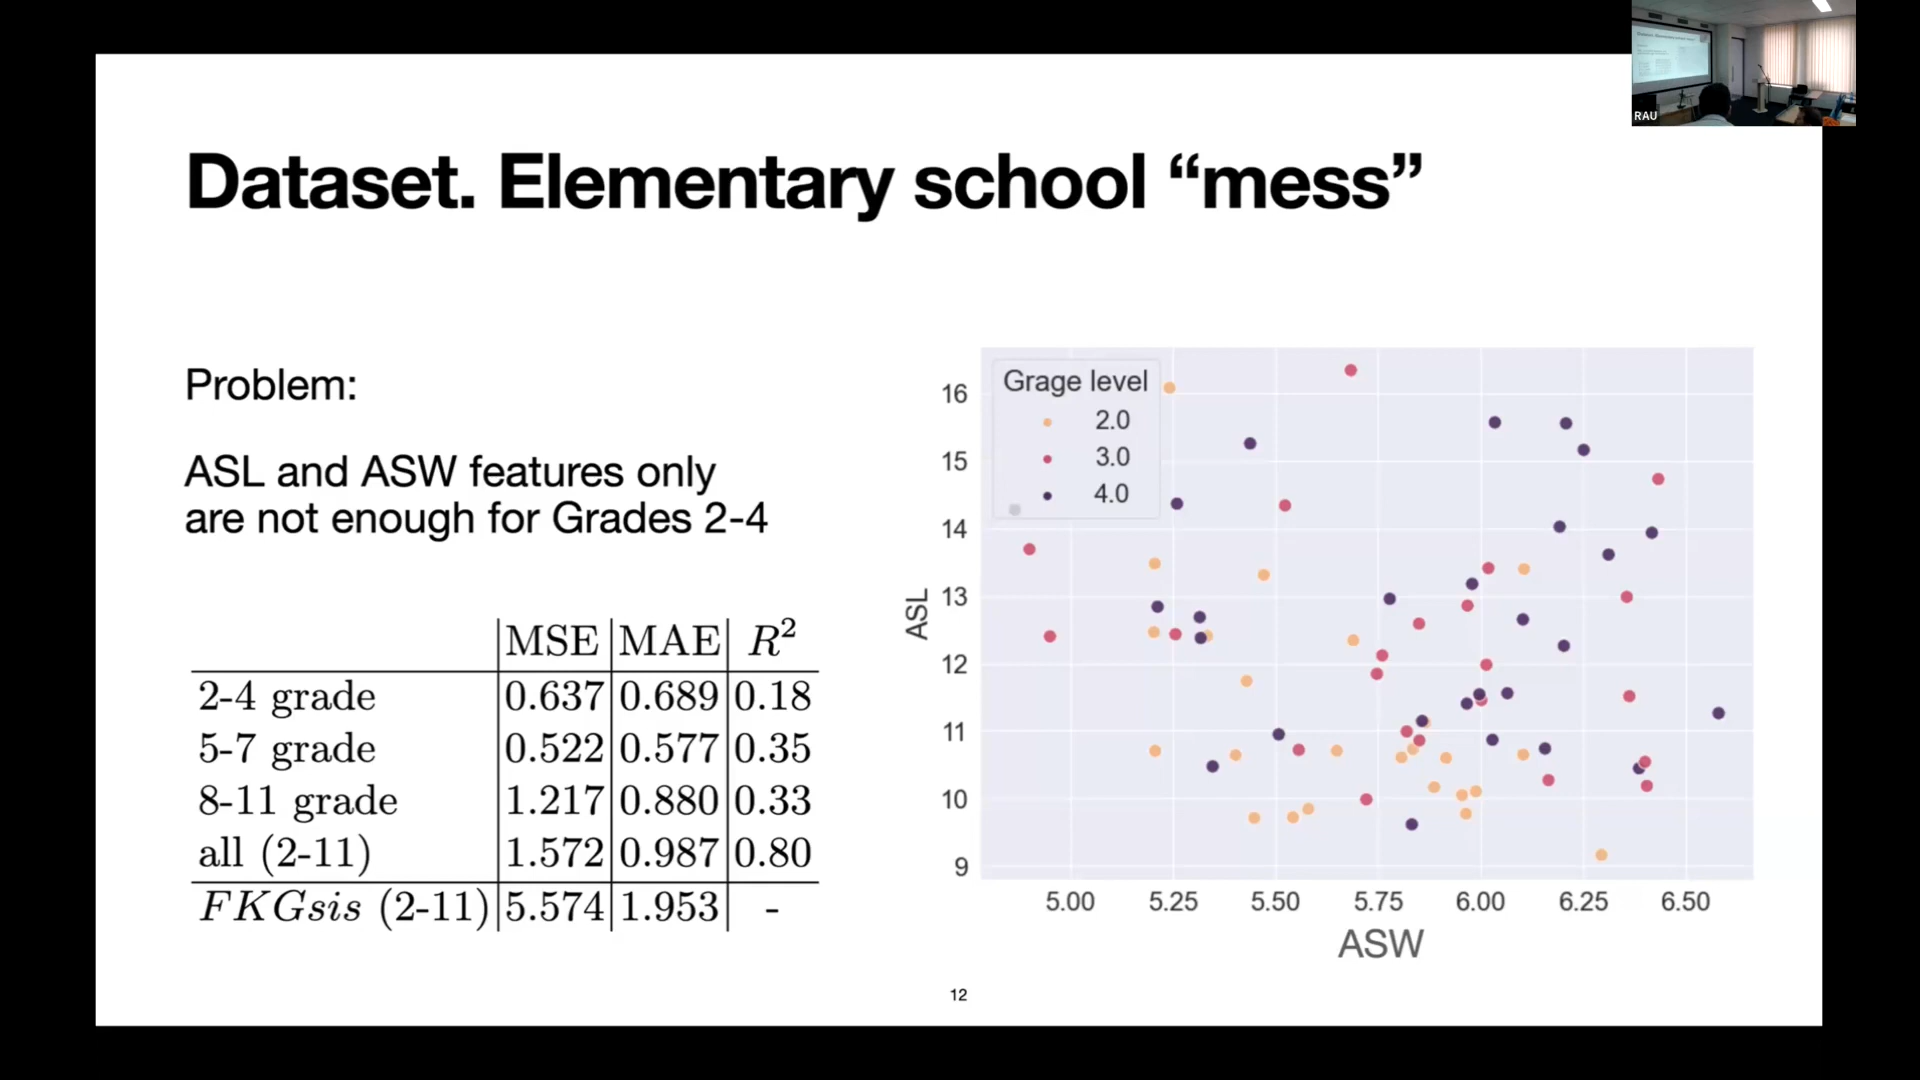 RAU
Dataset. Elementary school “mess”
Problem:
ASL and ASW features only
are not enough for Grades 2-4
MSE MAE R²
2-4 grade 0.637 0.689 0.18
5-7 grade 0.522 0.577 0.35
8-11 grade 1.217 0.880 0.33
all (2-11) 1.572 0.987 0.80
FKGsis (2-11) 5.574 1.953 -
Grage level
2.0
3.0
4.0
16
15
14
13
12
11
10
9
ASL
5.00 5.25 5.50 5.75 6.00 6.25 6.50
ASW
12